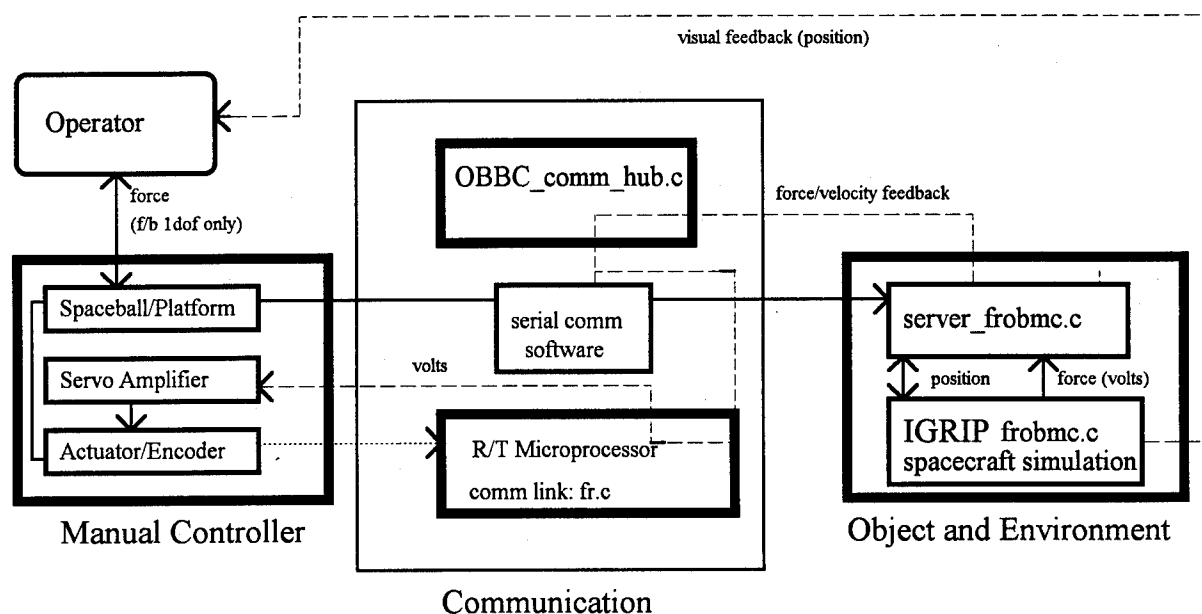 visual feedback (position)
Operator
force
(f/b 1dof only)
OBBC_comm_hub.c
force/velocity feedback
Spaceball/Platform
Servo Amplifier
Actuator/Encoder
volts
serial comm
software
R/T Microprocessor
comm link: fr.c
server_frobmc.c
position
force (volts)
IGRIP frobmc.c
spacecraft simulation
Manual Controller
Communication
Object and Environment